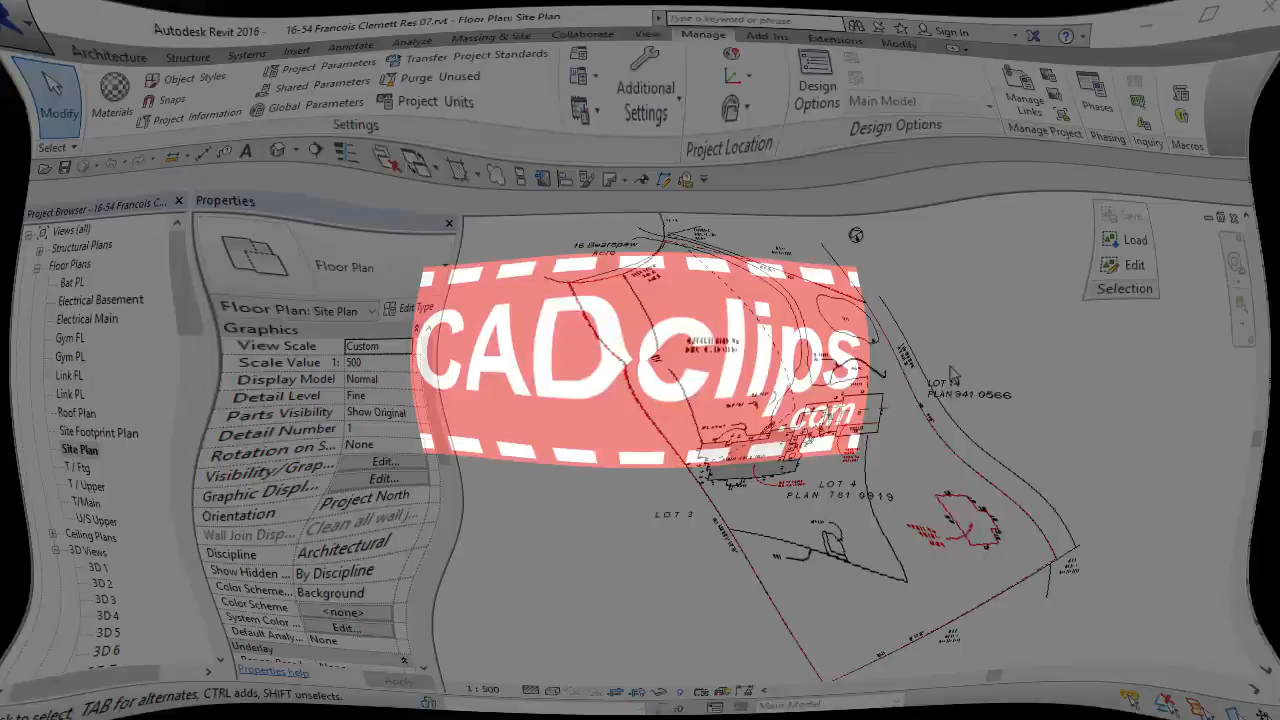 Autodesk Revit 2016 - 16-54 Francois Clemett Res 07.rvt - Floor Plan: Site Plan
Type a keyword or phrase
Sign In
Architecture Structure Systems Insert Annotate Analyze Massing & Site Collaborate View Manage Add Ins Extensions Modify
Modify
Select
Materials
Object Styles
Snaps
Project Information
Project Parameters
Shared Parameters
Global Parameters
Transfer Project Standards
Purge Unused
Project Units
Settings
Additional
Settings
Project Location
Design
Options
Main Model
Design Options
Manage
Links
Manage Project
Phases
Phasing
Inquiry
Macros
Project Browser - 16-54 Francois C...
Views (all)
Structural Plans
Floor Plans
Bat PL
Electrical Basement
Electrical Main
Gym FL
Gym PL
Link FL
Link PL
Roof Plan
Site Footprint Plan
Site Plan
T / Ftg
T / Upper
T/Main
U/S Upper
Ceiling Plans
3D Views
3D 1
3D 2
3D 3
3D 4
3D 5
3D 6
Properties
Floor Plan
Floor Plan: Site Plan
Edit Type
Graphics
View Scale Custom
Scale Value 1: 500
Display Model Normal
Detail Level Fine
Parts Visibility Show Original
Detail Number 1
Rotation on S... None
Visibility/Grap... Edit...
Graphic Displ... Edit...
Orientation Project North
Wall Join Disp... Clean all wall j...
Discipline Architectural
Show Hidden ... By Discipline
Color Scheme... Background
Color Scheme <none>
System Color ... Edit...
Default Analy... None
Underlay
Properties help
Apply
Save
Load
Edit
Selection
16 Bearspaw
Acre
CADclips
.com
PLAN 941 0566
LOT 4
PLAN 761 9919
LOT 3
1 : 500
:0
Main Model
TAB for alternates, CTRL adds, SHIFT unselects.